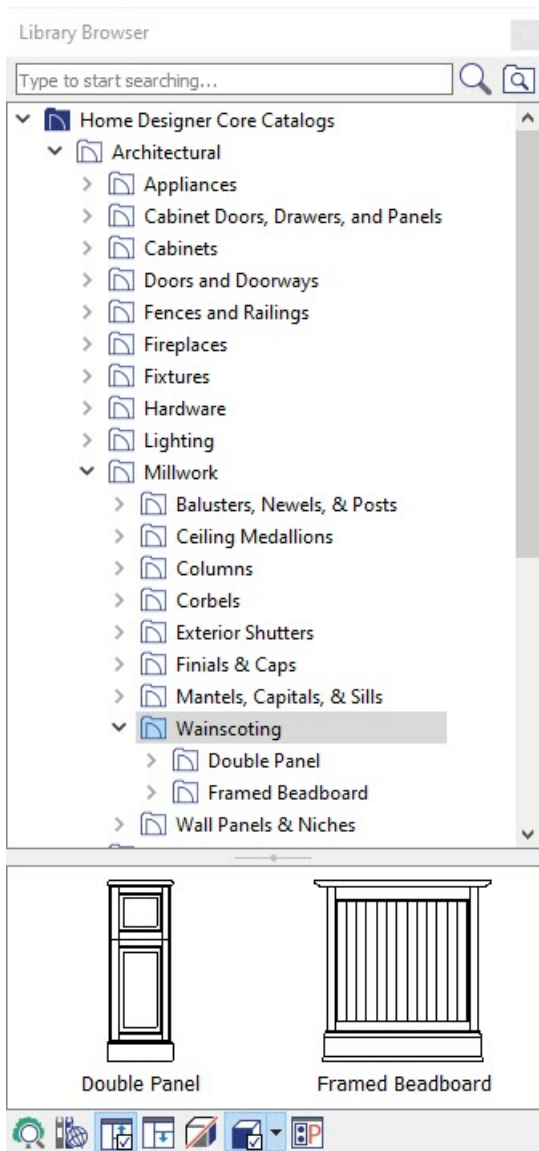 Library Browser
Type to start searching...
Home Designer Core Catalogs
Architectural
Appliances
Cabinet Doors, Drawers, and Panels
Cabinets
Doors and Doorways
Fences and Railings
Fireplaces
Fixtures
Hardware
Lighting
Millwork
Balusters, Newels, & Posts
Ceiling Medallions
Columns
Corbels
Exterior Shutters
Finials & Caps
Mantels, Capitals, & Sills
Wainscoting
Double Panel
Framed Beadboard
Wall Panels & Niches
Double Panel Framed Beadboard
P